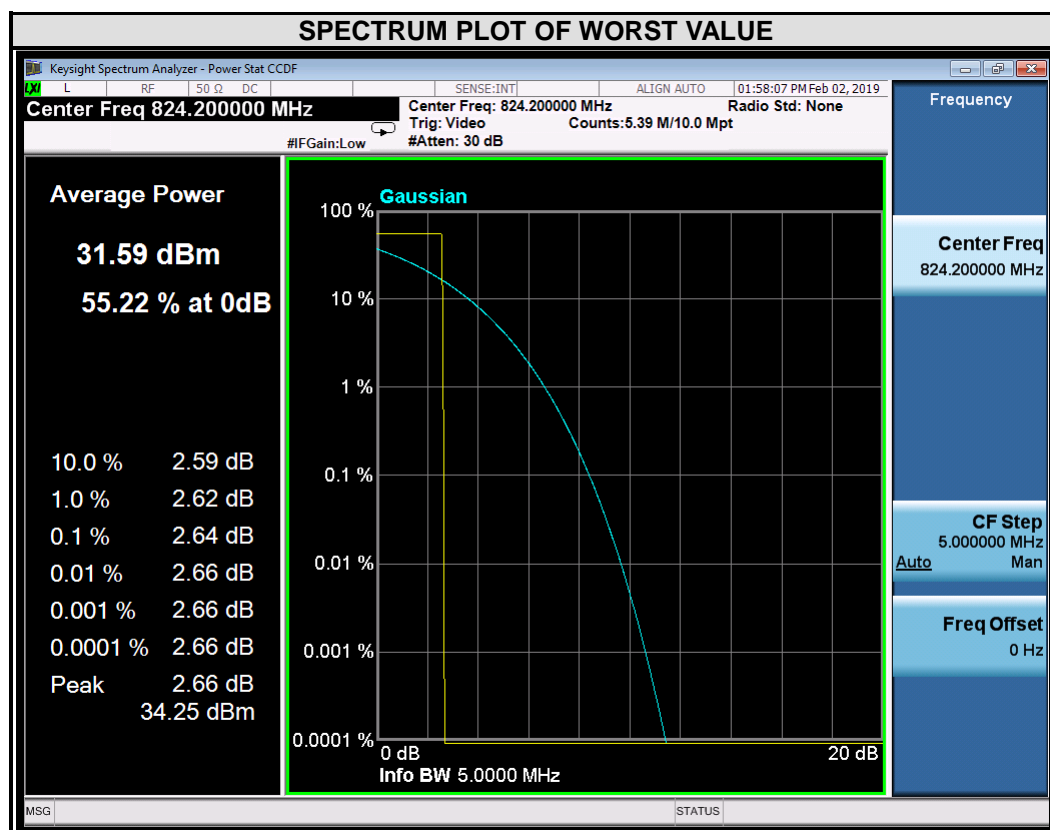 SPECTRUM PLOT OF WORST VALUE
Keysight Spectrum Analyzer - Power Stat CCDF
LXI L RF 50 Ω DC SENSE:INT ALIGN AUTO 01:58:07 PM Feb 02, 2019
Center Freq 824.200000 MHz
Center Freq: 824.200000 MHz Radio Std: None
Trig: Video Counts:5.39 M/10.0 Mpt
#IFGain:Low #Atten: 30 dB
Average Power
31.59 dBm
55.22 % at 0dB
10.0 % 2.59 dB
1.0 % 2.62 dB
0.1 % 2.64 dB
0.01 % 2.66 dB
0.001 % 2.66 dB
0.0001 % 2.66 dB
Peak 2.66 dB
34.25 dBm
Gaussian
100 %
10 %
1 %
0.1 %
0.01 %
0.001 %
0.0001 %
0 dB 20 dB
Info BW 5.0000 MHz
Frequency
Center Freq
824.200000 MHz
CF Step
5.000000 MHz
Auto Man
Freq Offset
0 Hz
MSG STATUS